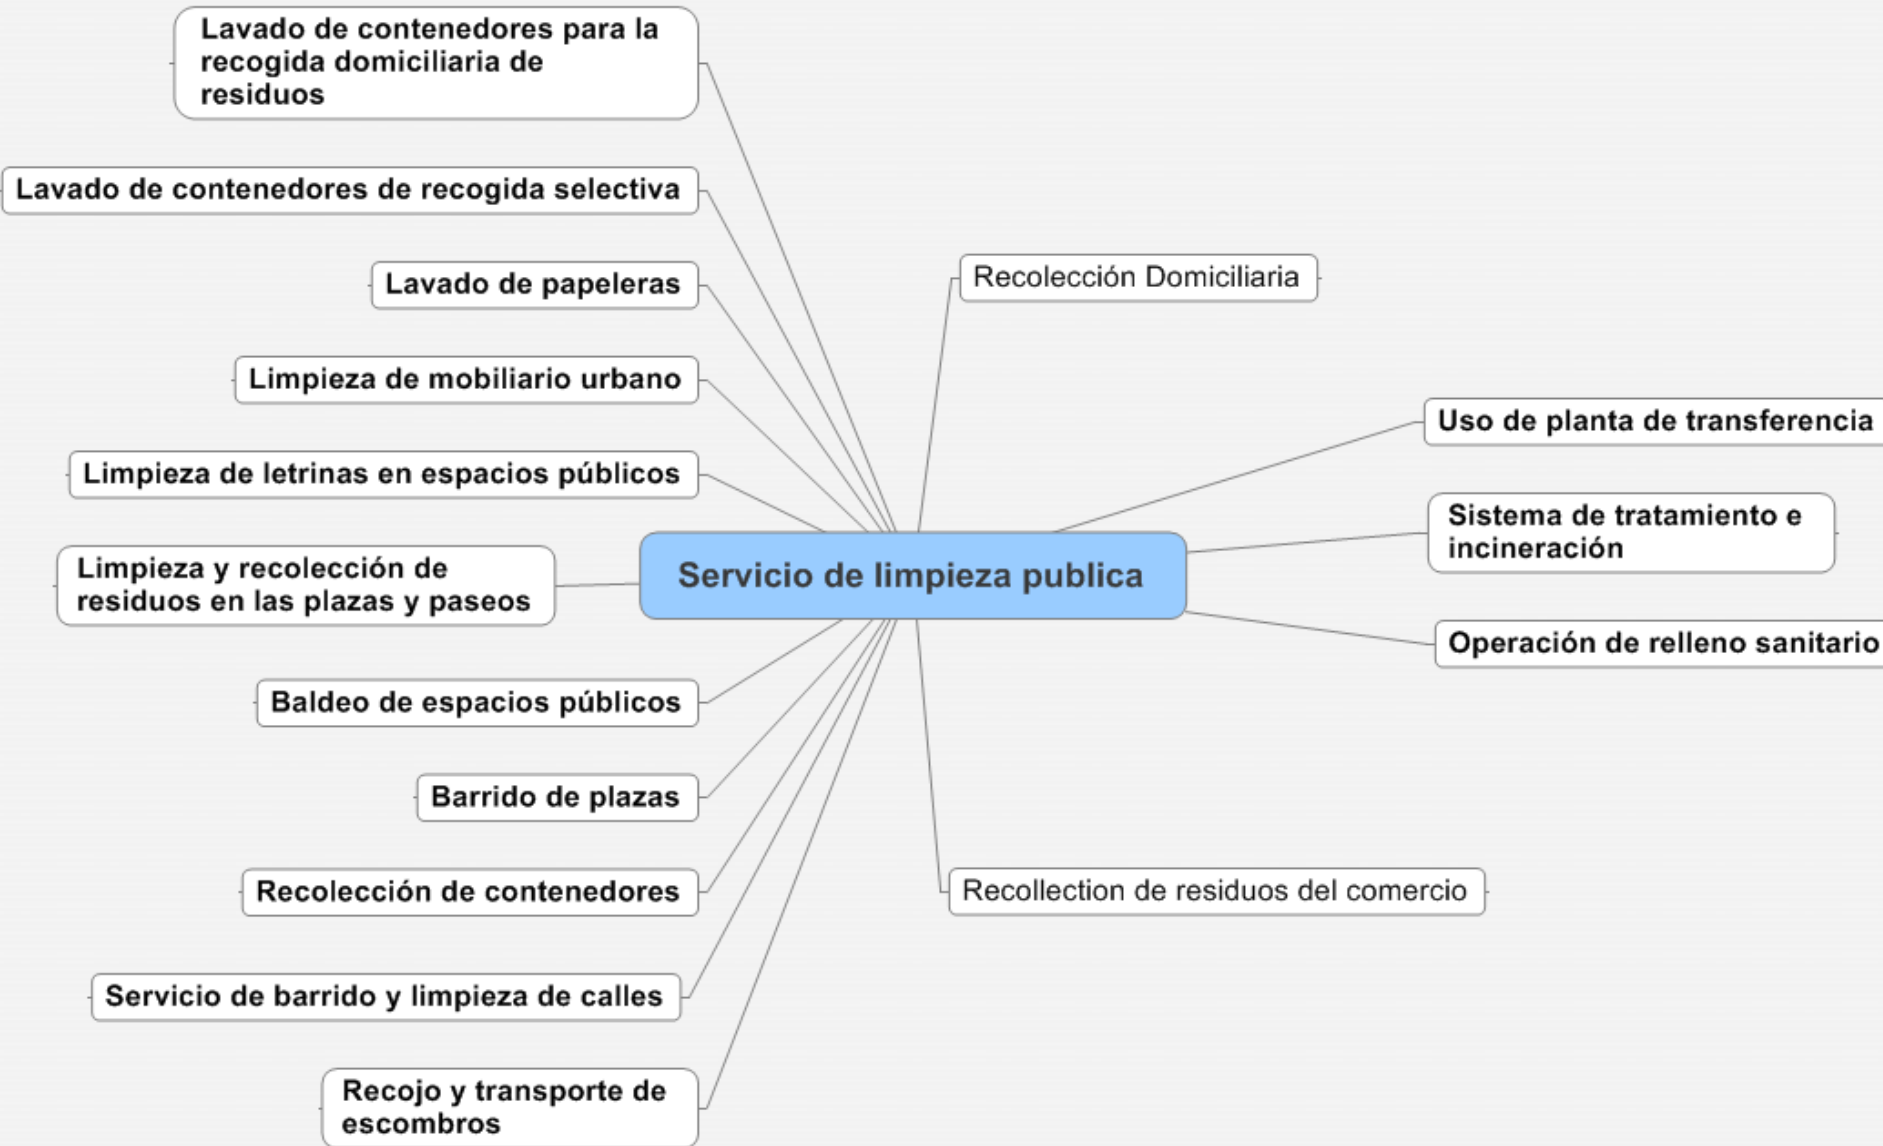 Lavado de contenedores para la
recogida domiciliaria de
residuos
Lavado de contenedores de recogida selectiva
Lavado de papeleras
Limpieza de mobiliario urbano
Limpieza de letrinas en espacios públicos
Limpieza y recolección de
residuos en las plazas y paseos
Baldeo de espacios públicos
Barrido de plazas
Recolección de contenedores
Servicio de barrido y limpieza de calles
Recojo y transporte de
escombros
Servicio de limpieza publica
Recolección Domiciliaria
Uso de planta de transferencia
Sistema de tratamiento e
incineración
Operación de relleno sanitario
Recollection de residuos del comercio